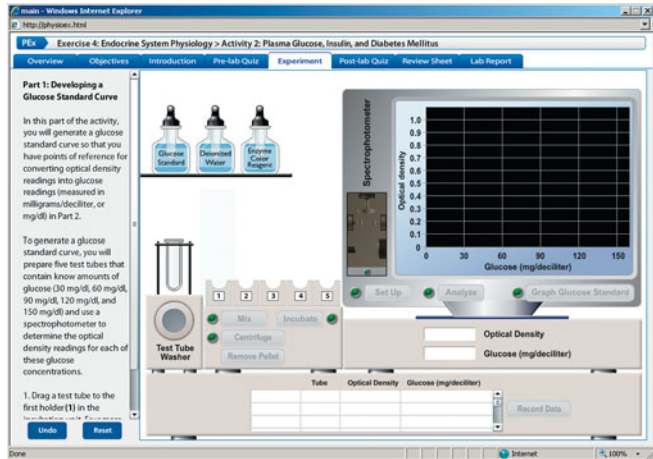 main - Windows Internet Explorer
http://physioex.html
PEx Exercise 4: Endocrine System Physiology > Activity 2: Plasma Glucose, Insulin, and Diabetes Mellitus
Overview Objectives Introduction Pre-lab Quiz Experiment Post-lab Quiz Review Sheet Lab Report
Part 1: Developing a
Glucose Standard Curve
In this part of the activity,
you will generate a glucose
standard curve so that you
have points of reference for
converting optical density
readings into glucose
readings (measured in
milligrams/deciliter, or
mg/dl) in Part 2.
To generate a glucose
standard curve, you will
prepare five test tubes that
contain know amounts of
glucose (30 mg/dl, 60 mg/dl,
90 mg/dl, 120 mg/dl, and
150 mg/dl) and use a
spectrophotometer to
determine the optical
density readings for each of
these glucose
concentrations.
1. Drag a test tube to the
first holder (1) in the
Undo Reset
Glucose
Standard
Deionized
Water
Enzyme
Color
Reagent
Test Tube
Washer
1 2 3 4 5
Mix Incubate
Centrifuge
Remove Pellet
Spectrophotometer
Optical density
1.0
0.9
0.8
0.7
0.6
0.5
0.4
0.3
0.2
0.1
0
0 30 60 90 120 150
Glucose (mg/deciliter)
Set Up Analyze Graph Glucose Standard
Optical Density
Glucose (mg/deciliter)
Tube Optical Density Glucose (mg/deciliter)
Record Data
Done Internet 100%